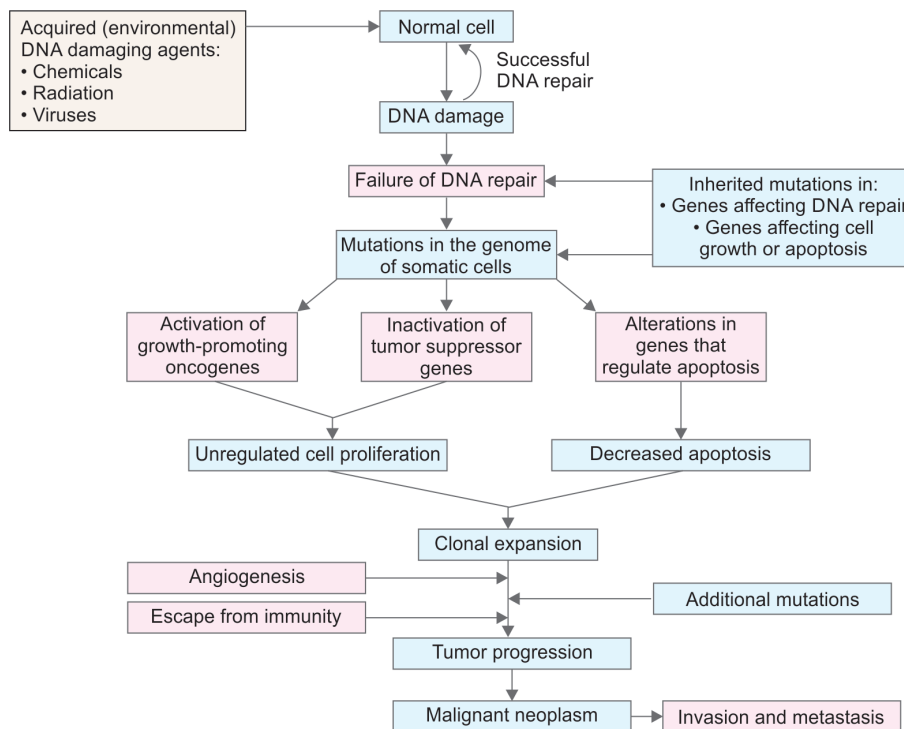 Acquired (environmental)
DNA damaging agents:
• Chemicals
• Radiation
• Viruses
Normal cell
Successful
DNA repair
DNA damage
Failure of DNA repair
Inherited mutations in:
• Genes affecting DNA repair
• Genes affecting cell
growth or apoptosis
Mutations in the genome
of somatic cells
Activation of
growth-promoting
oncogenes
Inactivation of
tumor suppressor
genes
Alterations in
genes that
regulate apoptosis
Unregulated cell proliferation
Decreased apoptosis
Clonal expansion
Angiogenesis
Additional mutations
Escape from immunity
Tumor progression
Malignant neoplasm
Invasion and metastasis